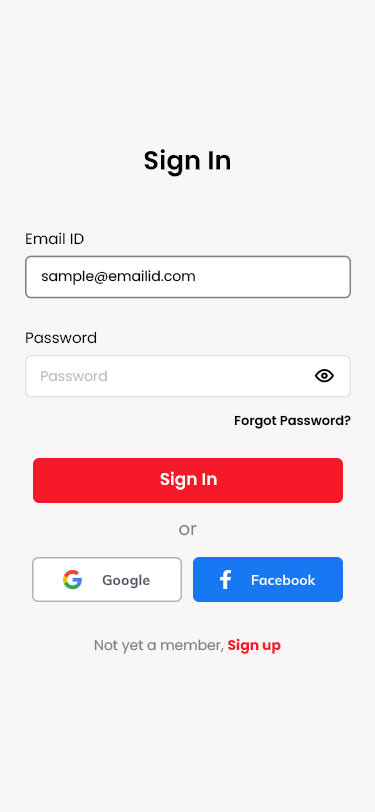 Sign In
Email ID
sample@emailid.com
Password
Password
Forgot Password?
Sign In
or
Google
Facebook
Not yet a member, Sign up